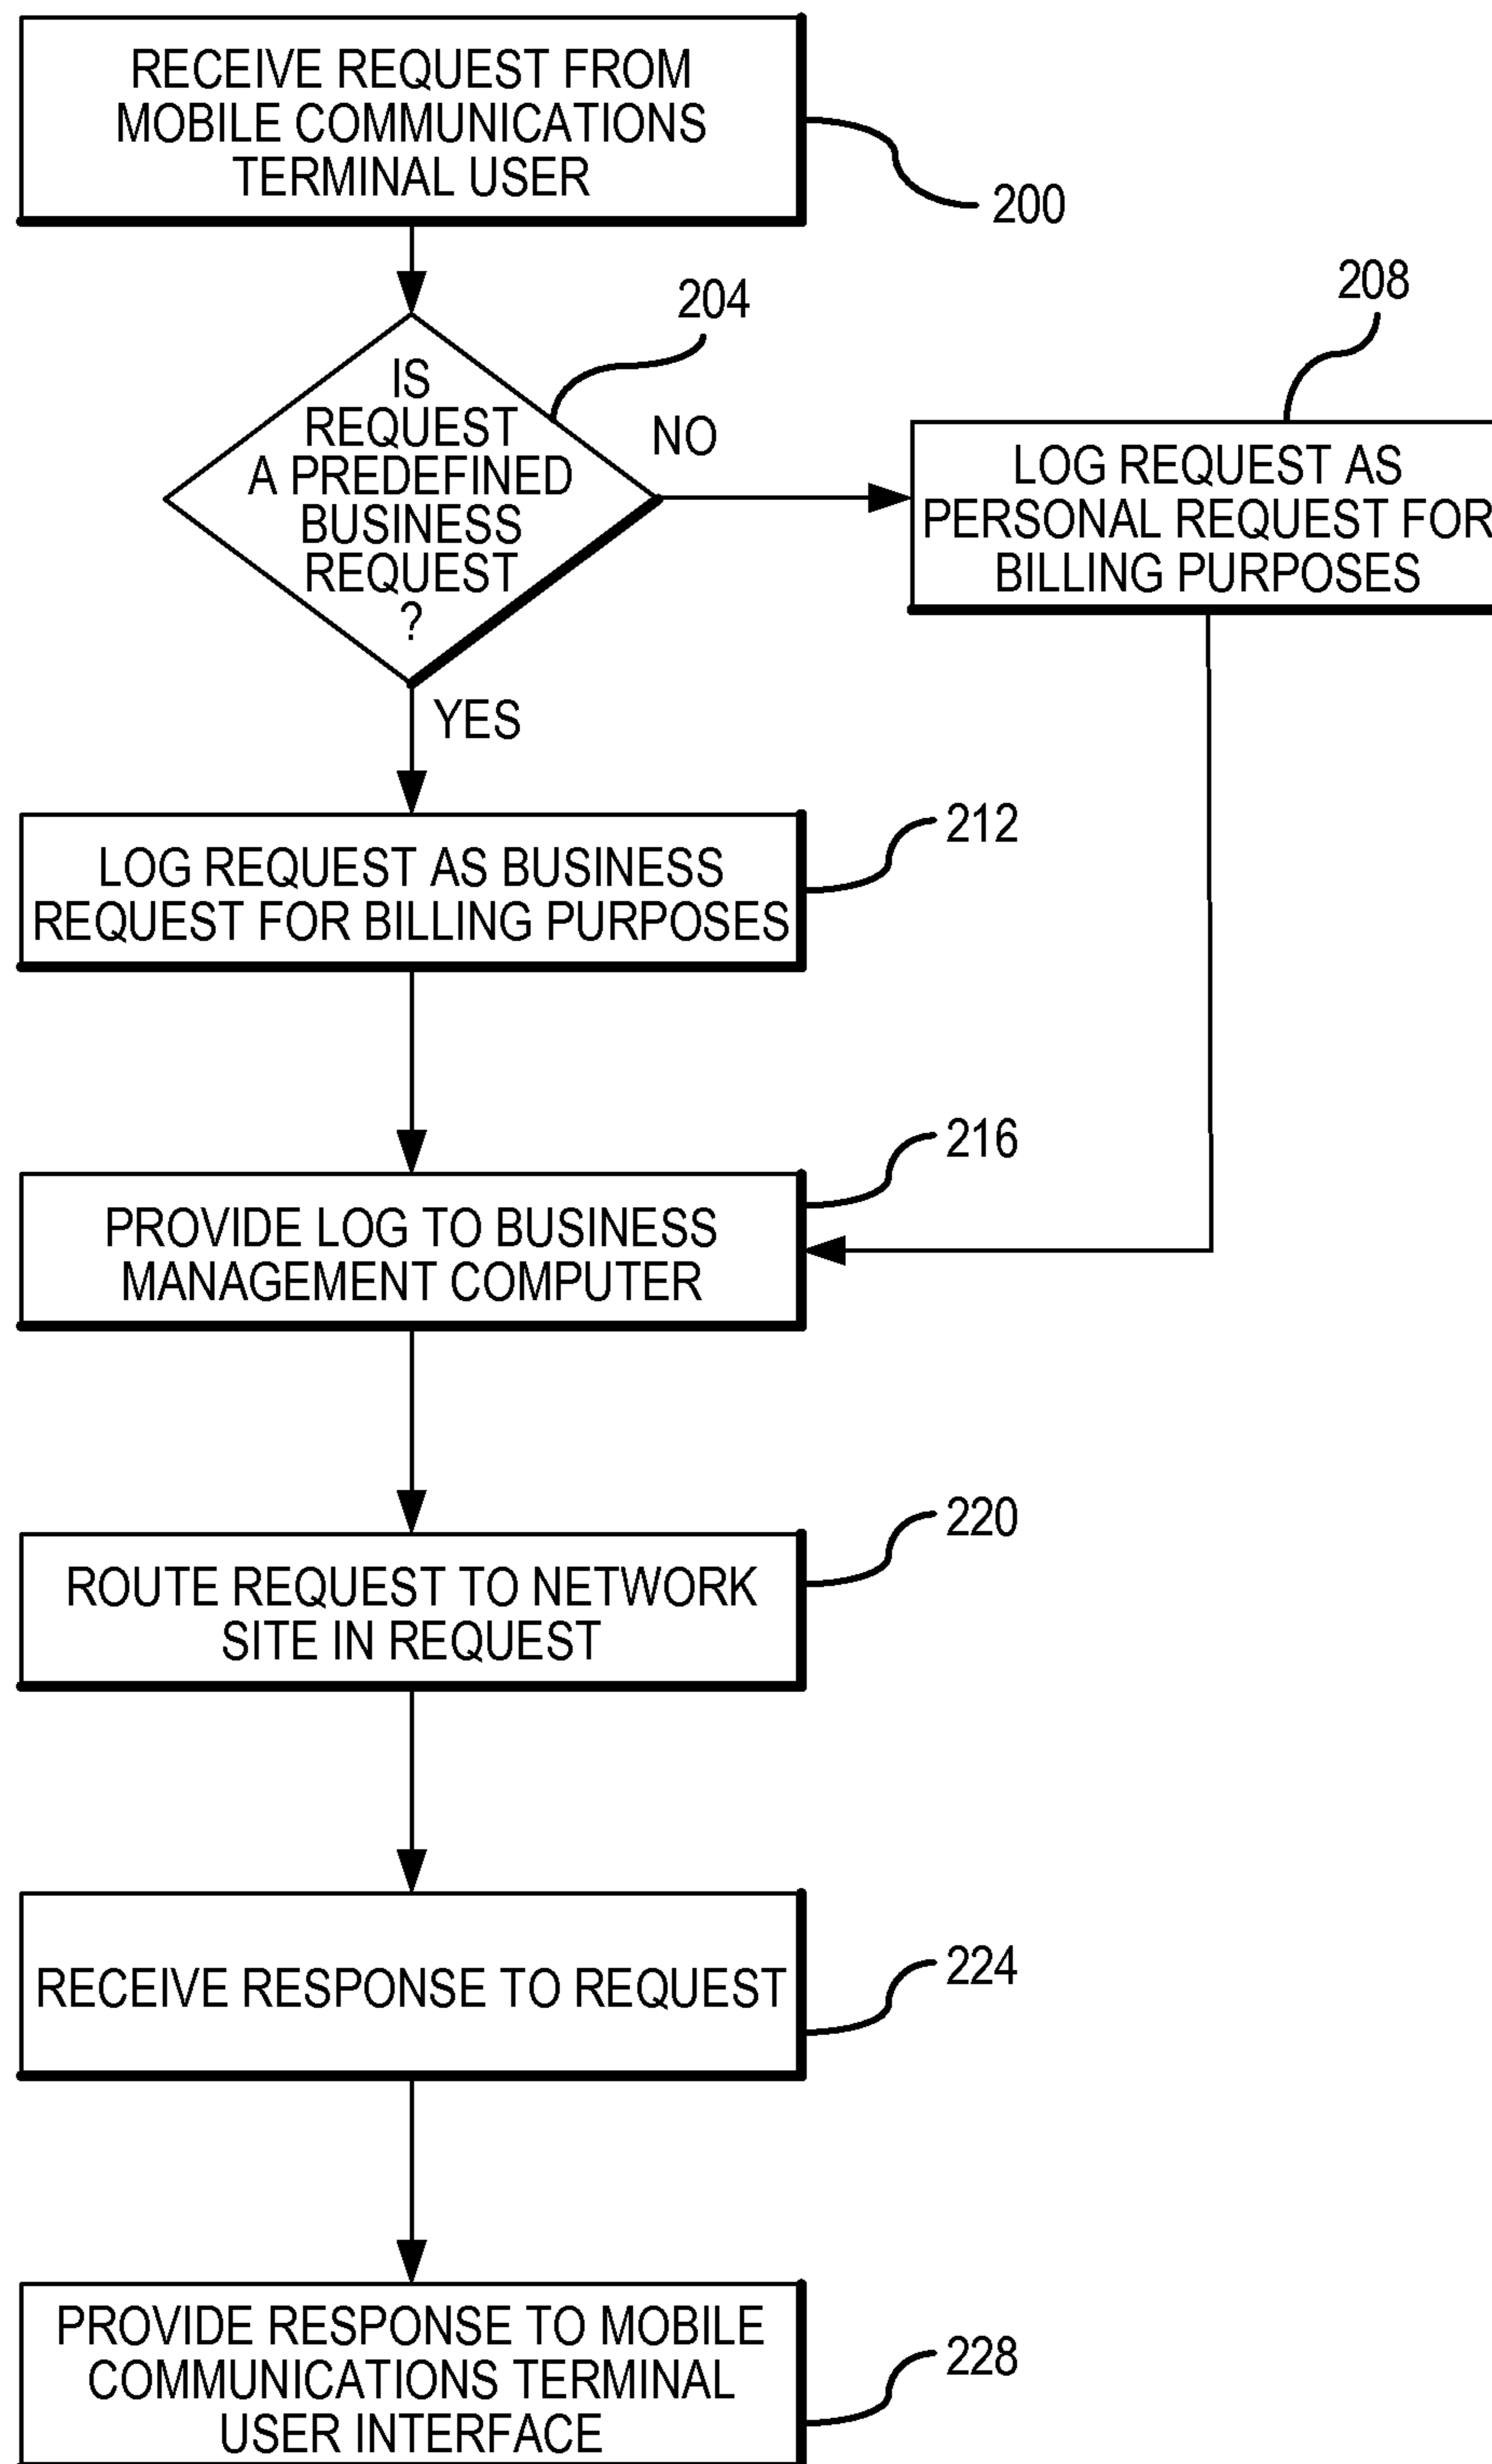 RECEIVE REQUEST FROM
MOBILE COMMUNICATIONS
TERMINAL USER
200
204
208
IS
REQUEST
A PREDEFINED
BUSINESS
REQUEST
?
NO
LOG REQUEST AS
PERSONAL REQUEST FOR
BILLING PURPOSES
YES
212
LOG REQUEST AS BUSINESS
REQUEST FOR BILLING PURPOSES
216
PROVIDE LOG TO BUSINESS
MANAGEMENT COMPUTER
220
ROUTE REQUEST TO NETWORK
SITE IN REQUEST
224
RECEIVE RESPONSE TO REQUEST
228
PROVIDE RESPONSE TO MOBILE
COMMUNICATIONS TERMINAL
USER INTERFACE